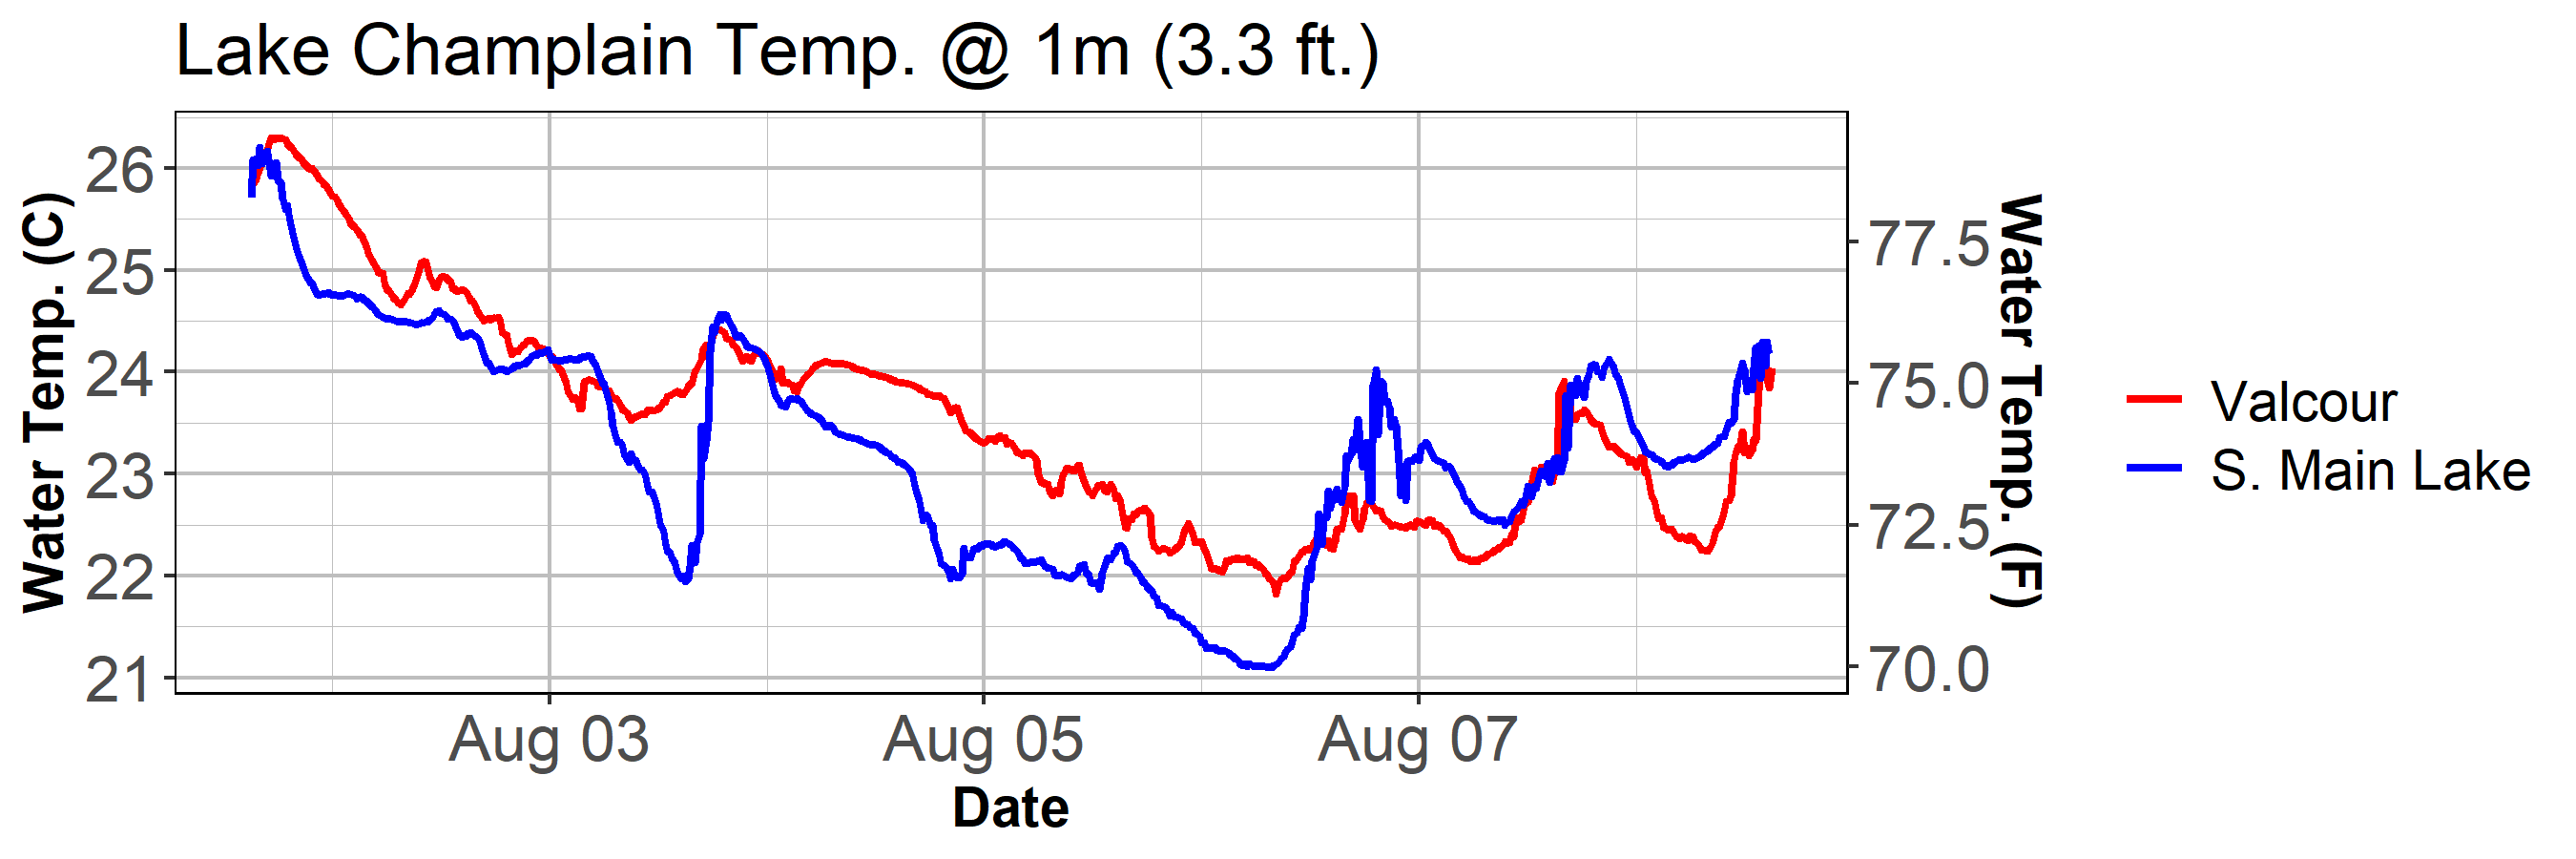 Lake Champlain Temp. @ 1m (3.3 ft.)
Water Temp. (C)
26
25
24
23
22
21
77.5
75.0
72.5
70.0
Water Temp. (F)
Aug 03
Aug 05
Aug 07
Date
Valcour
S. Main Lake